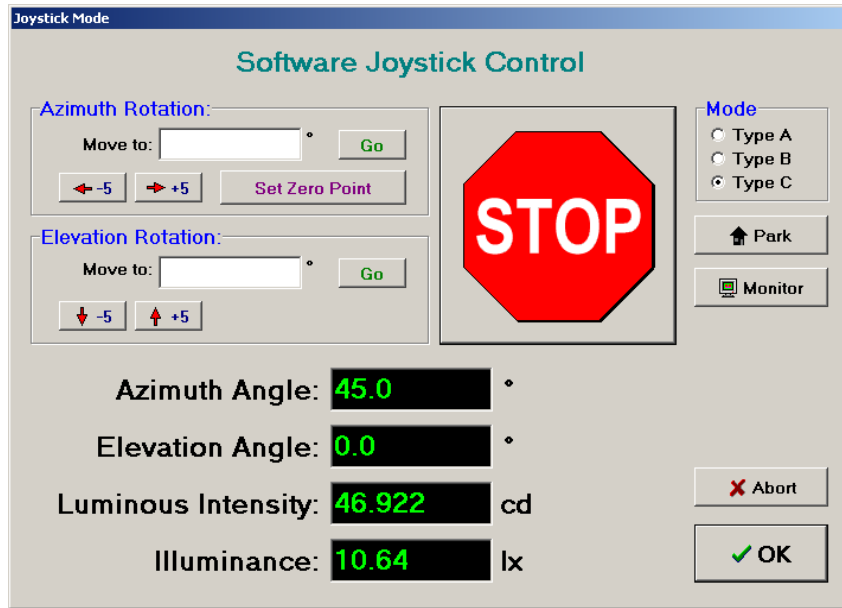 Joystick Mode
Software Joystick Control
Azimuth Rotation:
Move to: °
Go
-5 +5 Set Zero Point
Elevation Rotation:
Move to: °
Go
-5 +5
STOP
Mode
Type A
Type B
Type C
Park
Monitor
Azimuth Angle: 45.0 °
Elevation Angle: 0.0 °
Luminous Intensity: 46.922 cd
Illuminance: 10.64 lx
Abort
OK